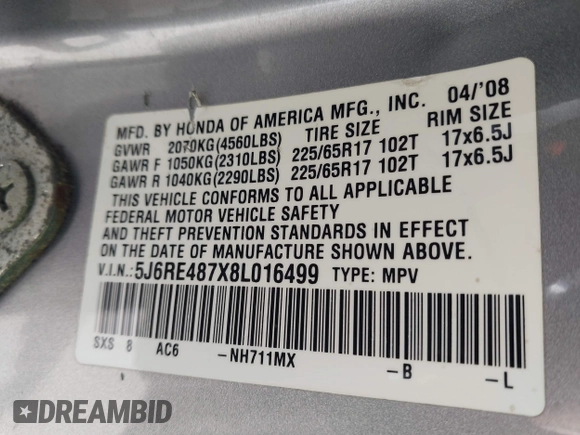 MFD. BY HONDA OF AMERICA MFG., INC. 04/'08
GVWR 2070KG(4560LBS) TIRE SIZE RIM SIZE
GAWR F 1050KG(2310LBS) 225/65R17 102T 17x6.5J
GAWR R 1040KG(2290LBS) 225/65R17 102T 17x6.5J
THIS VEHICLE CONFORMS TO ALL APPLICABLE
FEDERAL MOTOR VEHICLE SAFETY
AND THEFT PREVENTION STANDARDS IN EFFECT
ON THE DATE OF MANUFACTURE SHOWN ABOVE.
V.I.N.: 5J6RE487X8L016499 TYPE: MPV
SXS 8 AC6 -NH711MX -B -L
DREAMBID